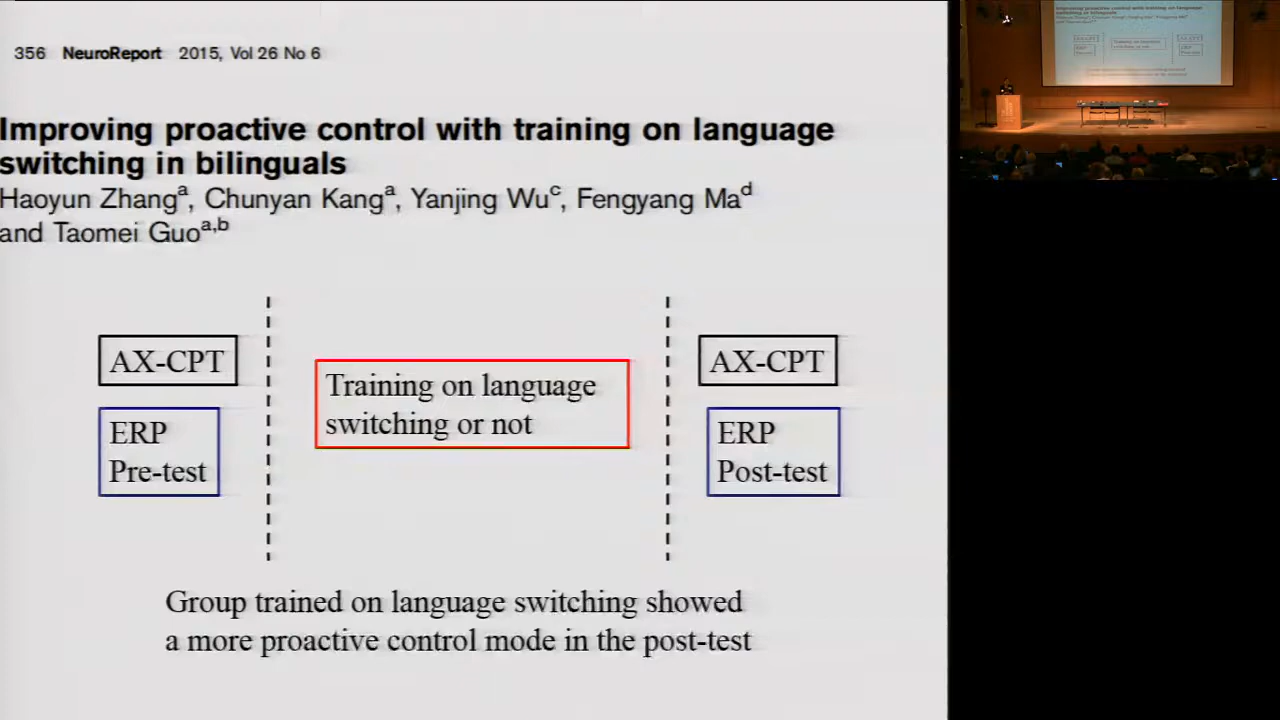 356 NeuroReport 2015, Vol 26 No 6
Improving proactive control with training on language
switching in bilinguals
Haoyun Zhangᵃ, Chunyan Kangᵃ, Yanjing Wuᶜ, Fengyang Maᵈ
and Taomei Guoᵃ,ᵇ
AX-CPT
ERP
Pre-test
Training on language
switching or not
AX-CPT
ERP
Post-test
Group trained on language switching showed
a more proactive control mode in the post-test